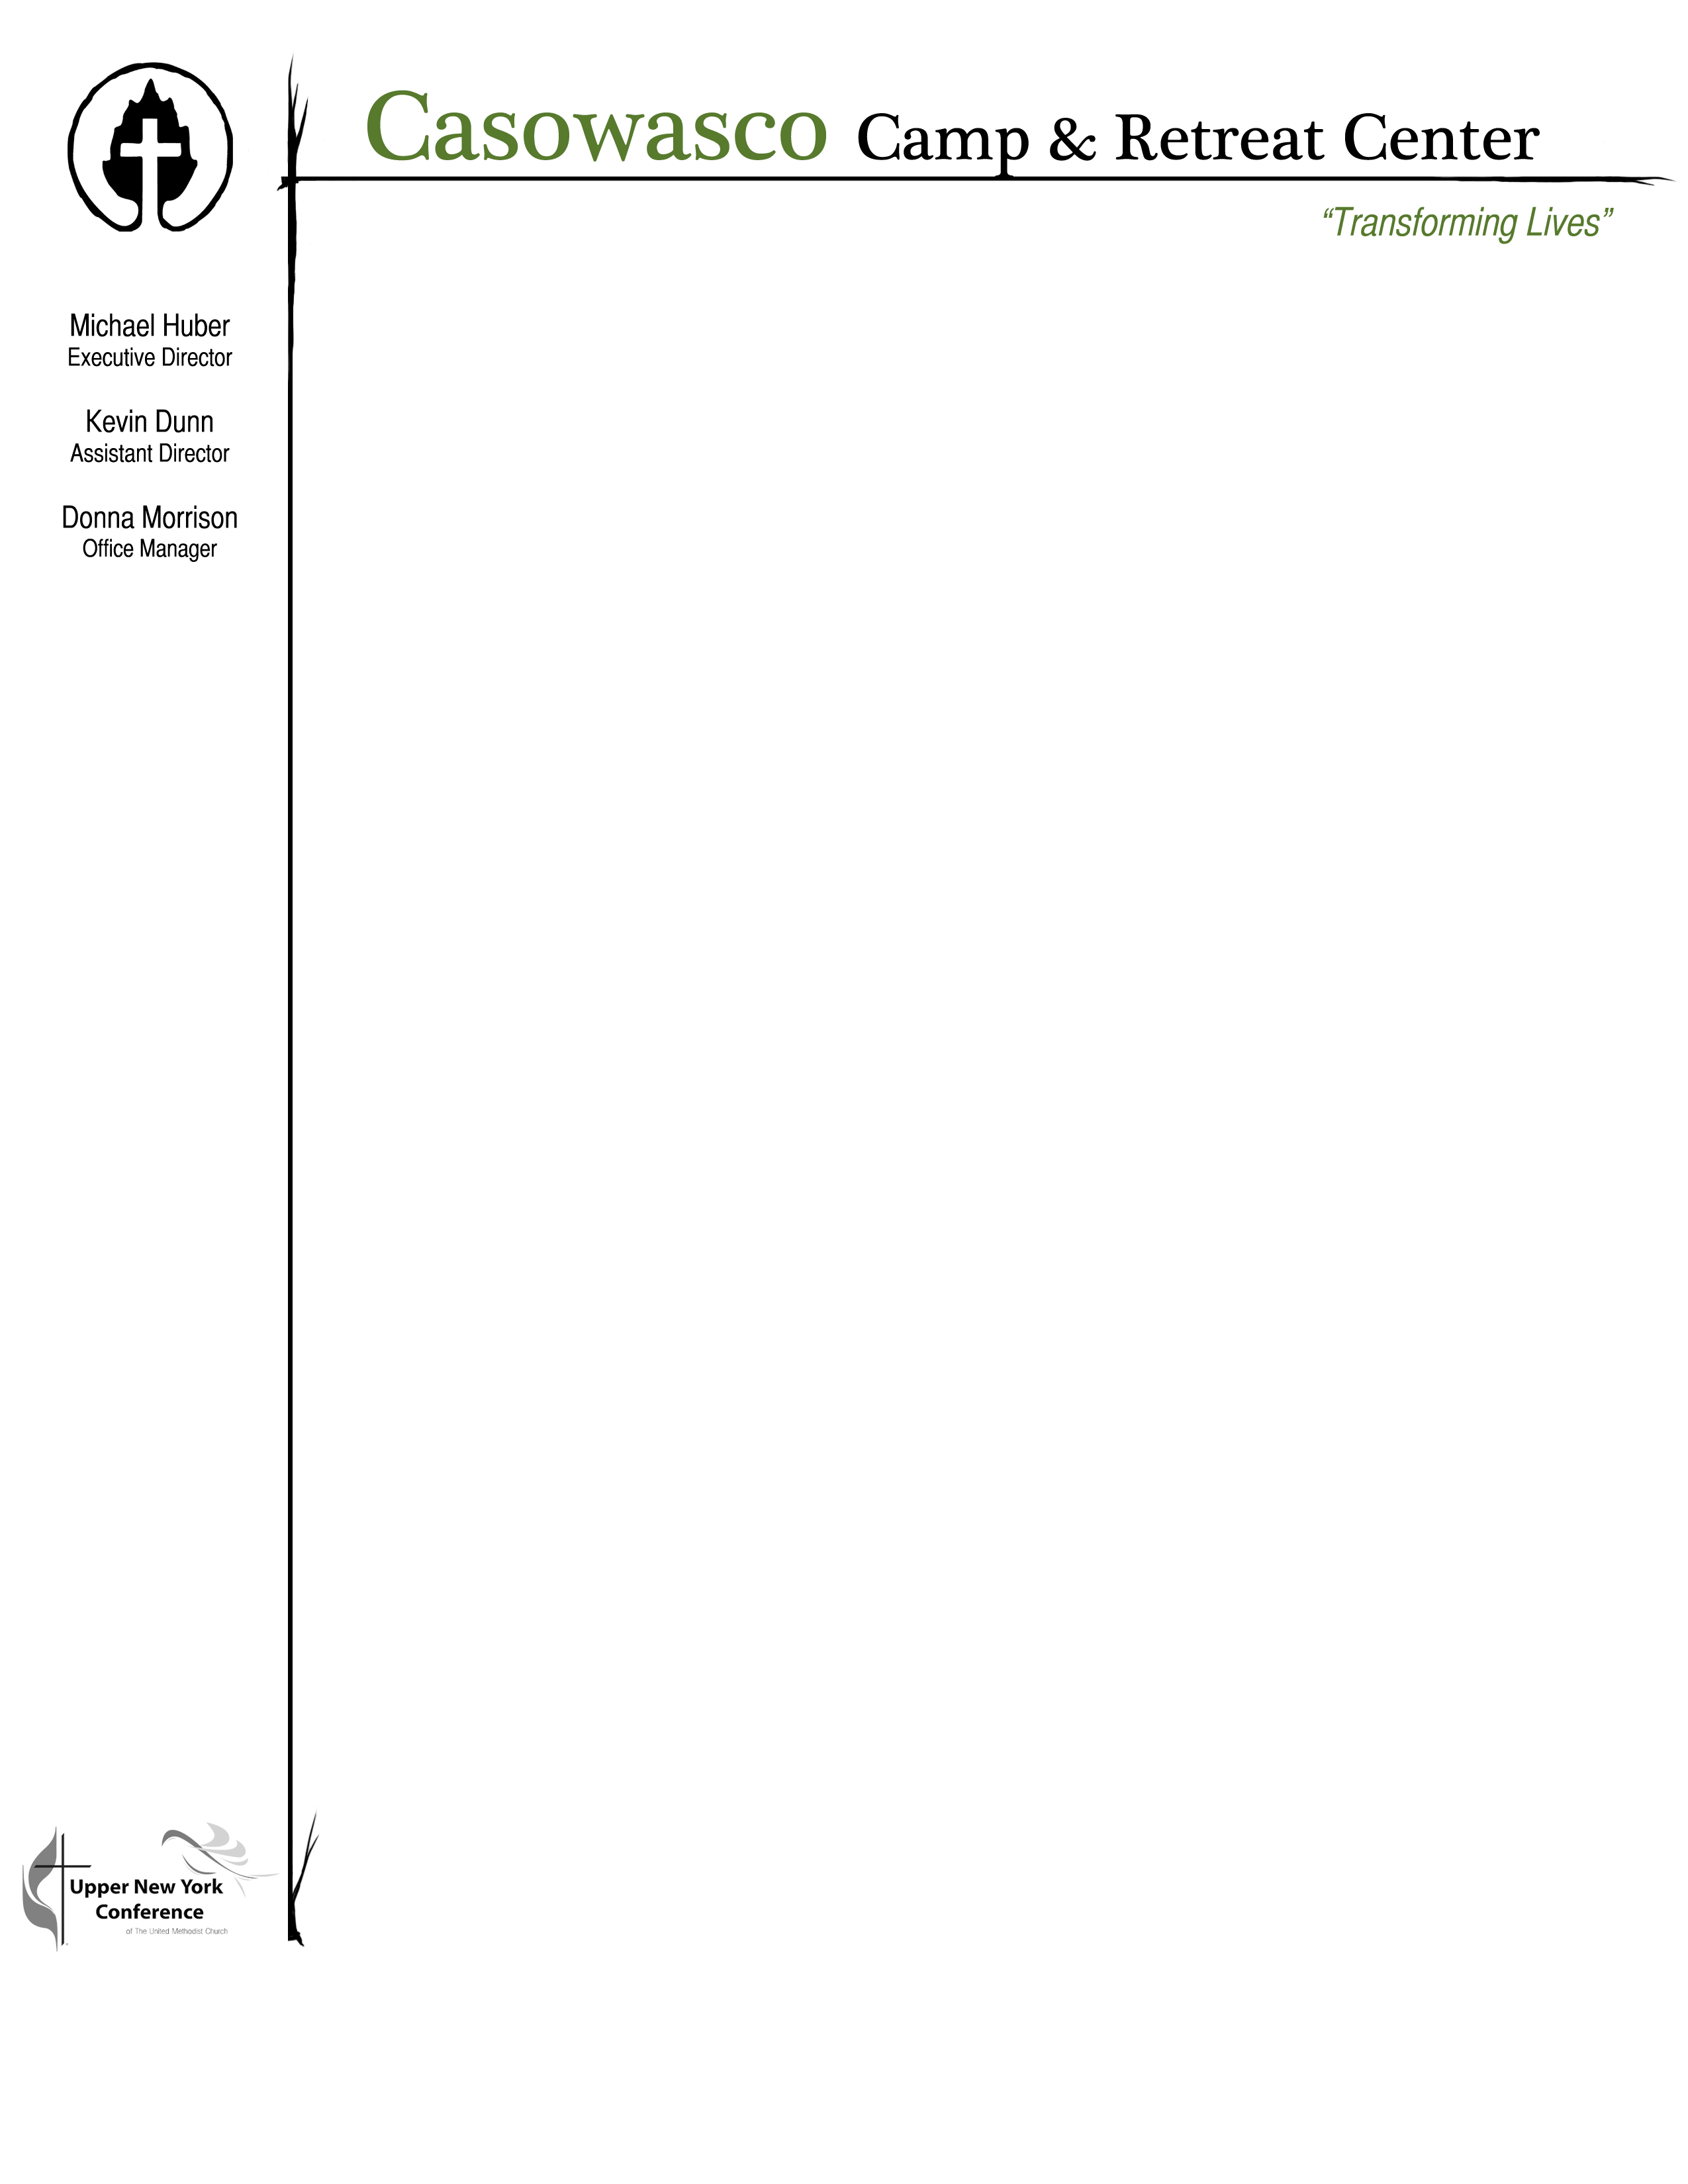 Casowasco Camp & Retreat Center
“Transforming Lives”
Michael Huber
Executive Director
Kevin Dunn
Assistant Director
Donna Morrison
Office Manager
Upper New York
Conference
of The United Methodist Church